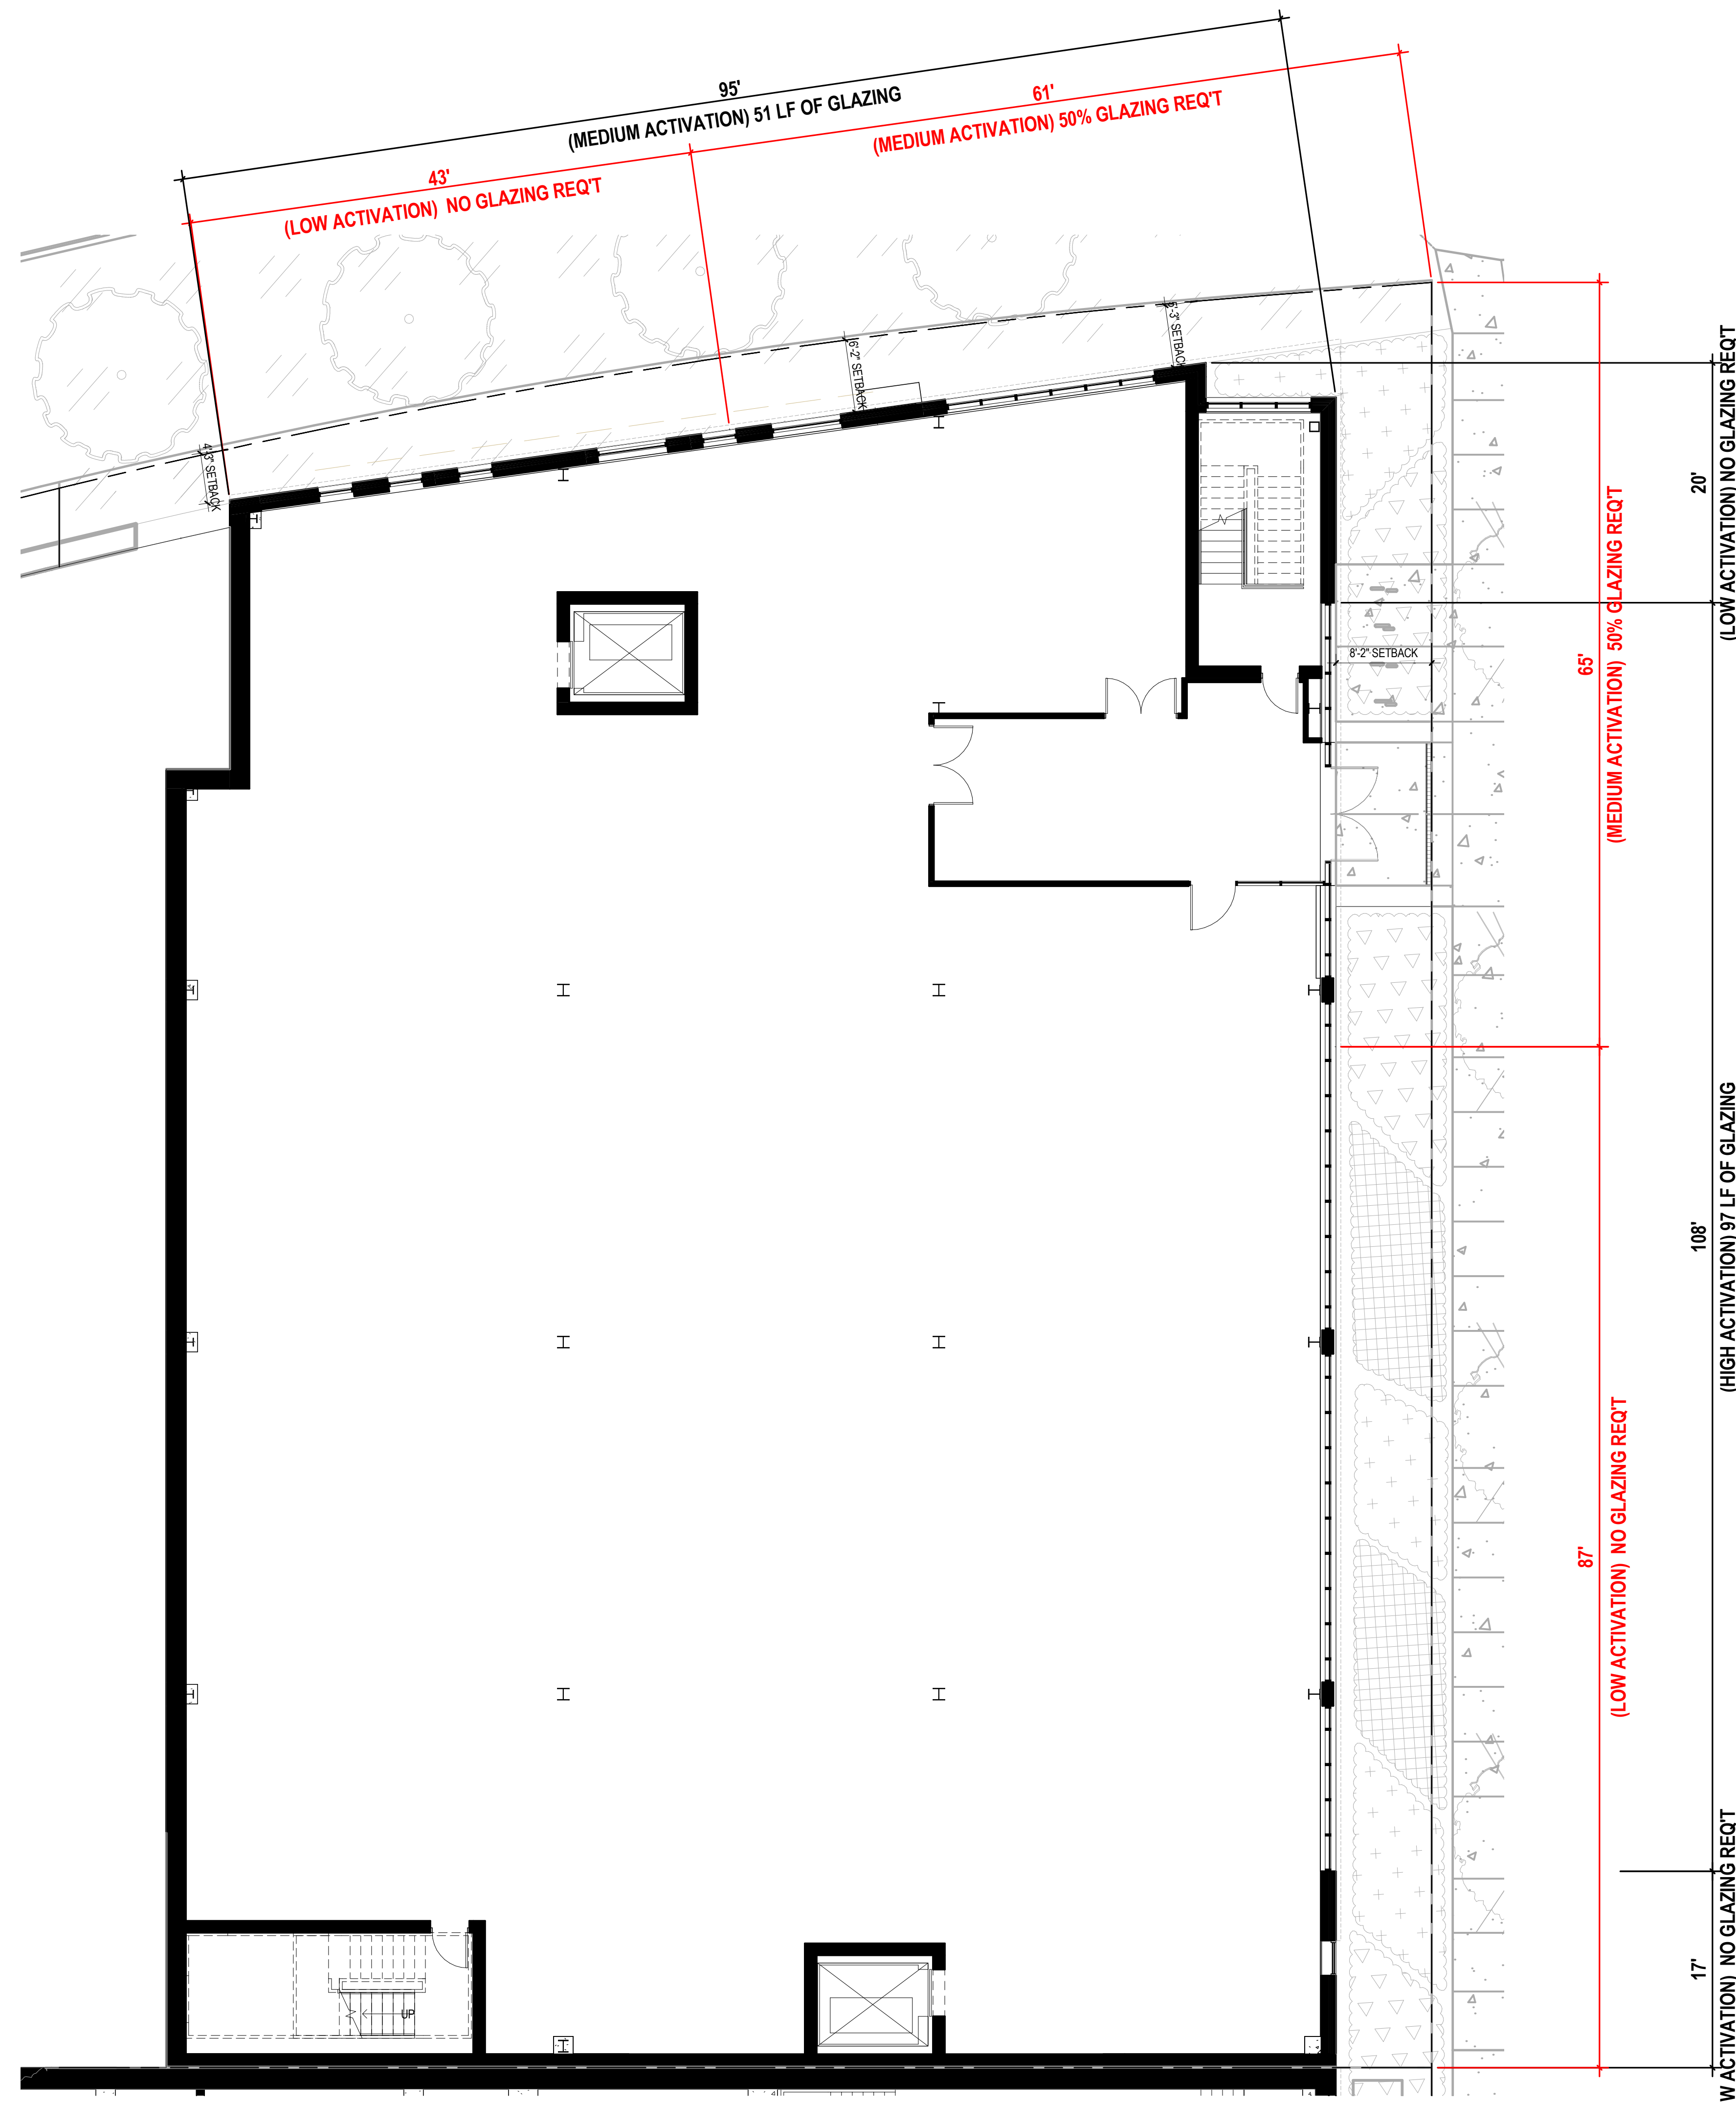 95'
(MEDIUM ACTIVATION) 51 LF OF GLAZING
61'
(MEDIUM ACTIVATION) 50% GLAZING REQ'T
43'
(LOW ACTIVATION)  NO GLAZING REQ'T
4'-3" SETBACK
6'-2" SETBACK
5'-3" SETBACK
8'-2" SETBACK
20'
(LOW ACTIVATION) NO GLAZING REQ'T
65'
(MEDIUM ACTIVATION)  50% GLAZING REQ'T
108'
(HIGH ACTIVATION) 97 LF OF GLAZING
87'
(LOW ACTIVATION)  NO GLAZING REQ'T
17'
W ACTIVATION)  NO GLAZING REQ'T
UP